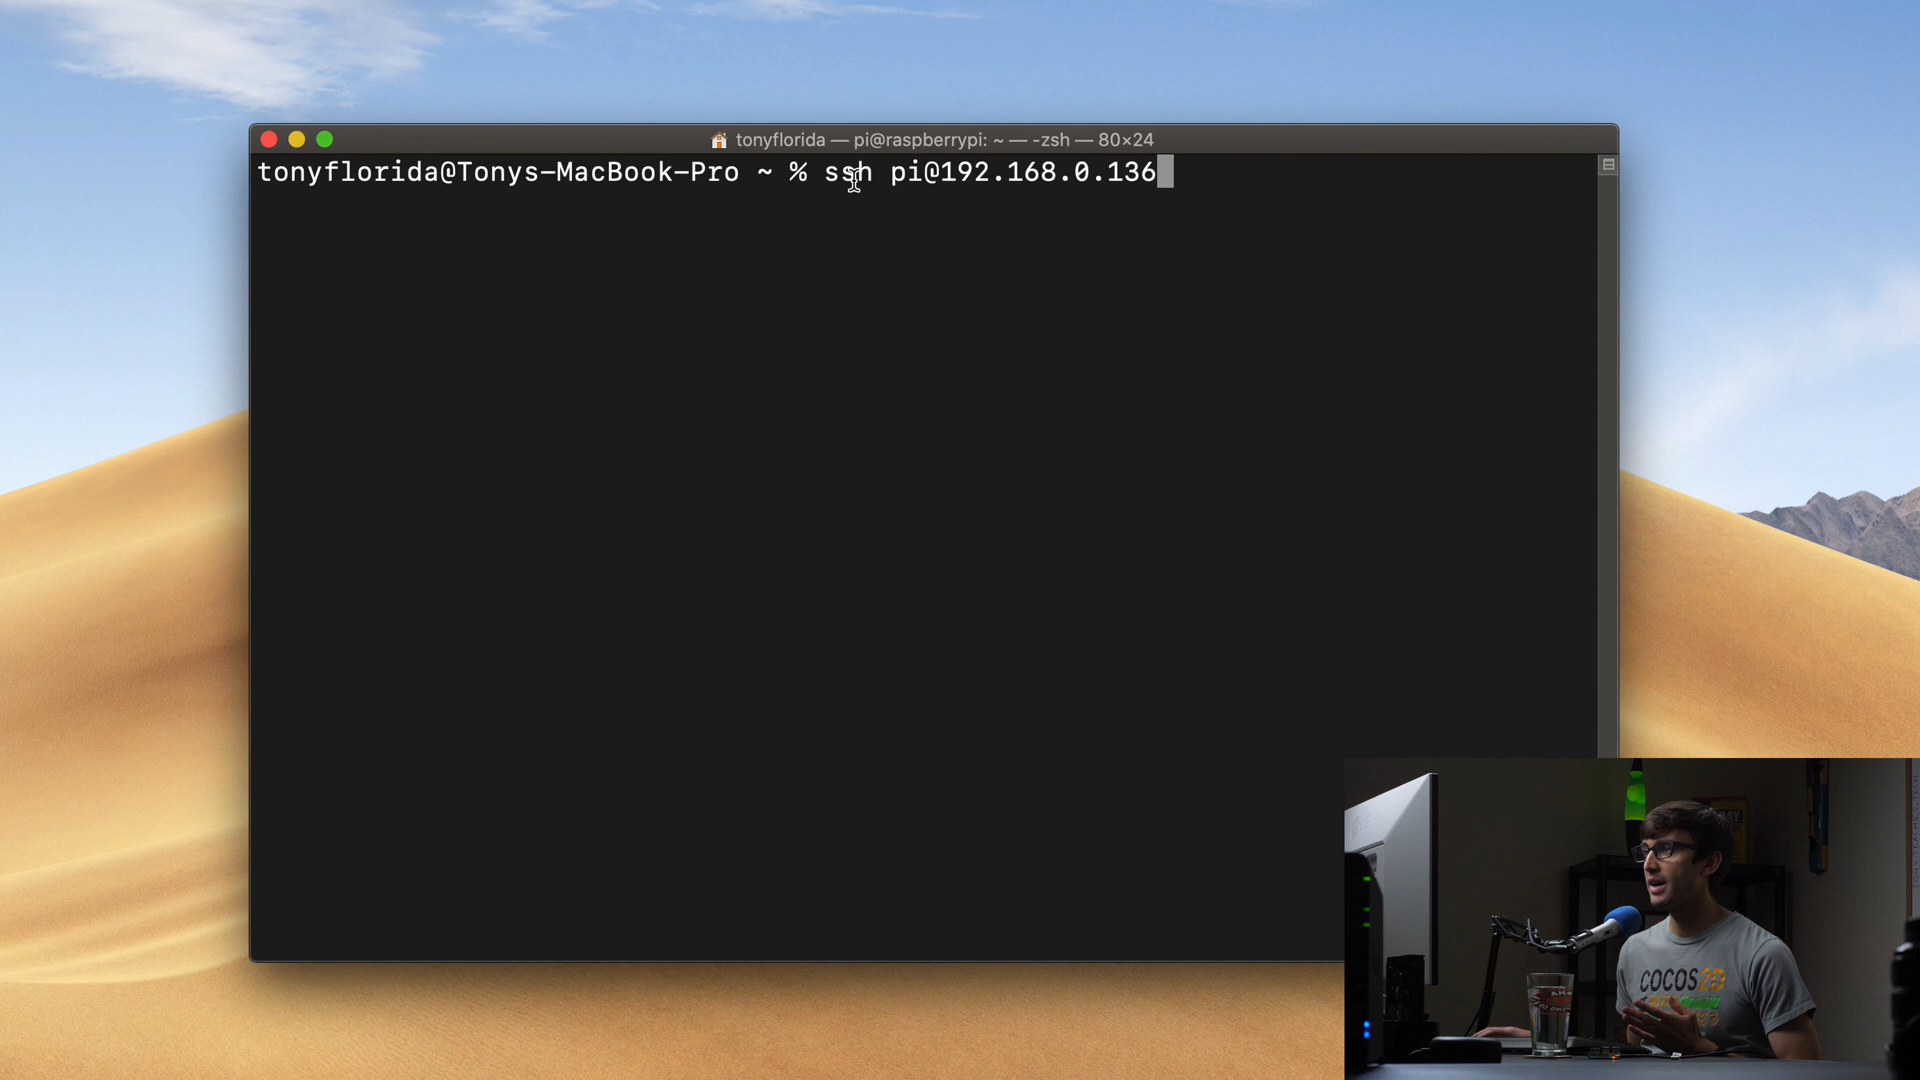 tonyflorida — pi@raspberrypi: ~ — -zsh — 80×24
tonyflorida@Tonys-MacBook-Pro ~ % ssh pi@192.168.0.136
COCOS2D